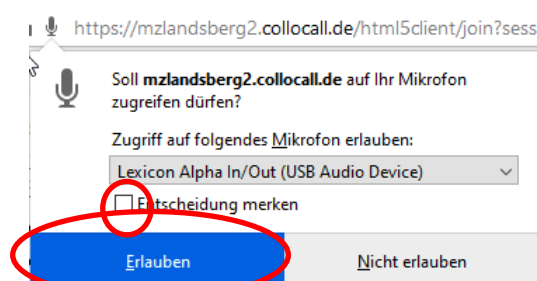 https://mzlandsberg2.collocall.de/html5client/join?sess
Soll mzlandsberg2.collocall.de auf Ihr Mikrofon
zugreifen dürfen?
Zugriff auf folgendes Mikrofon erlauben:
Lexicon Alpha In/Out (USB Audio Device)
Entscheidung merken
Erlauben Nicht erlauben